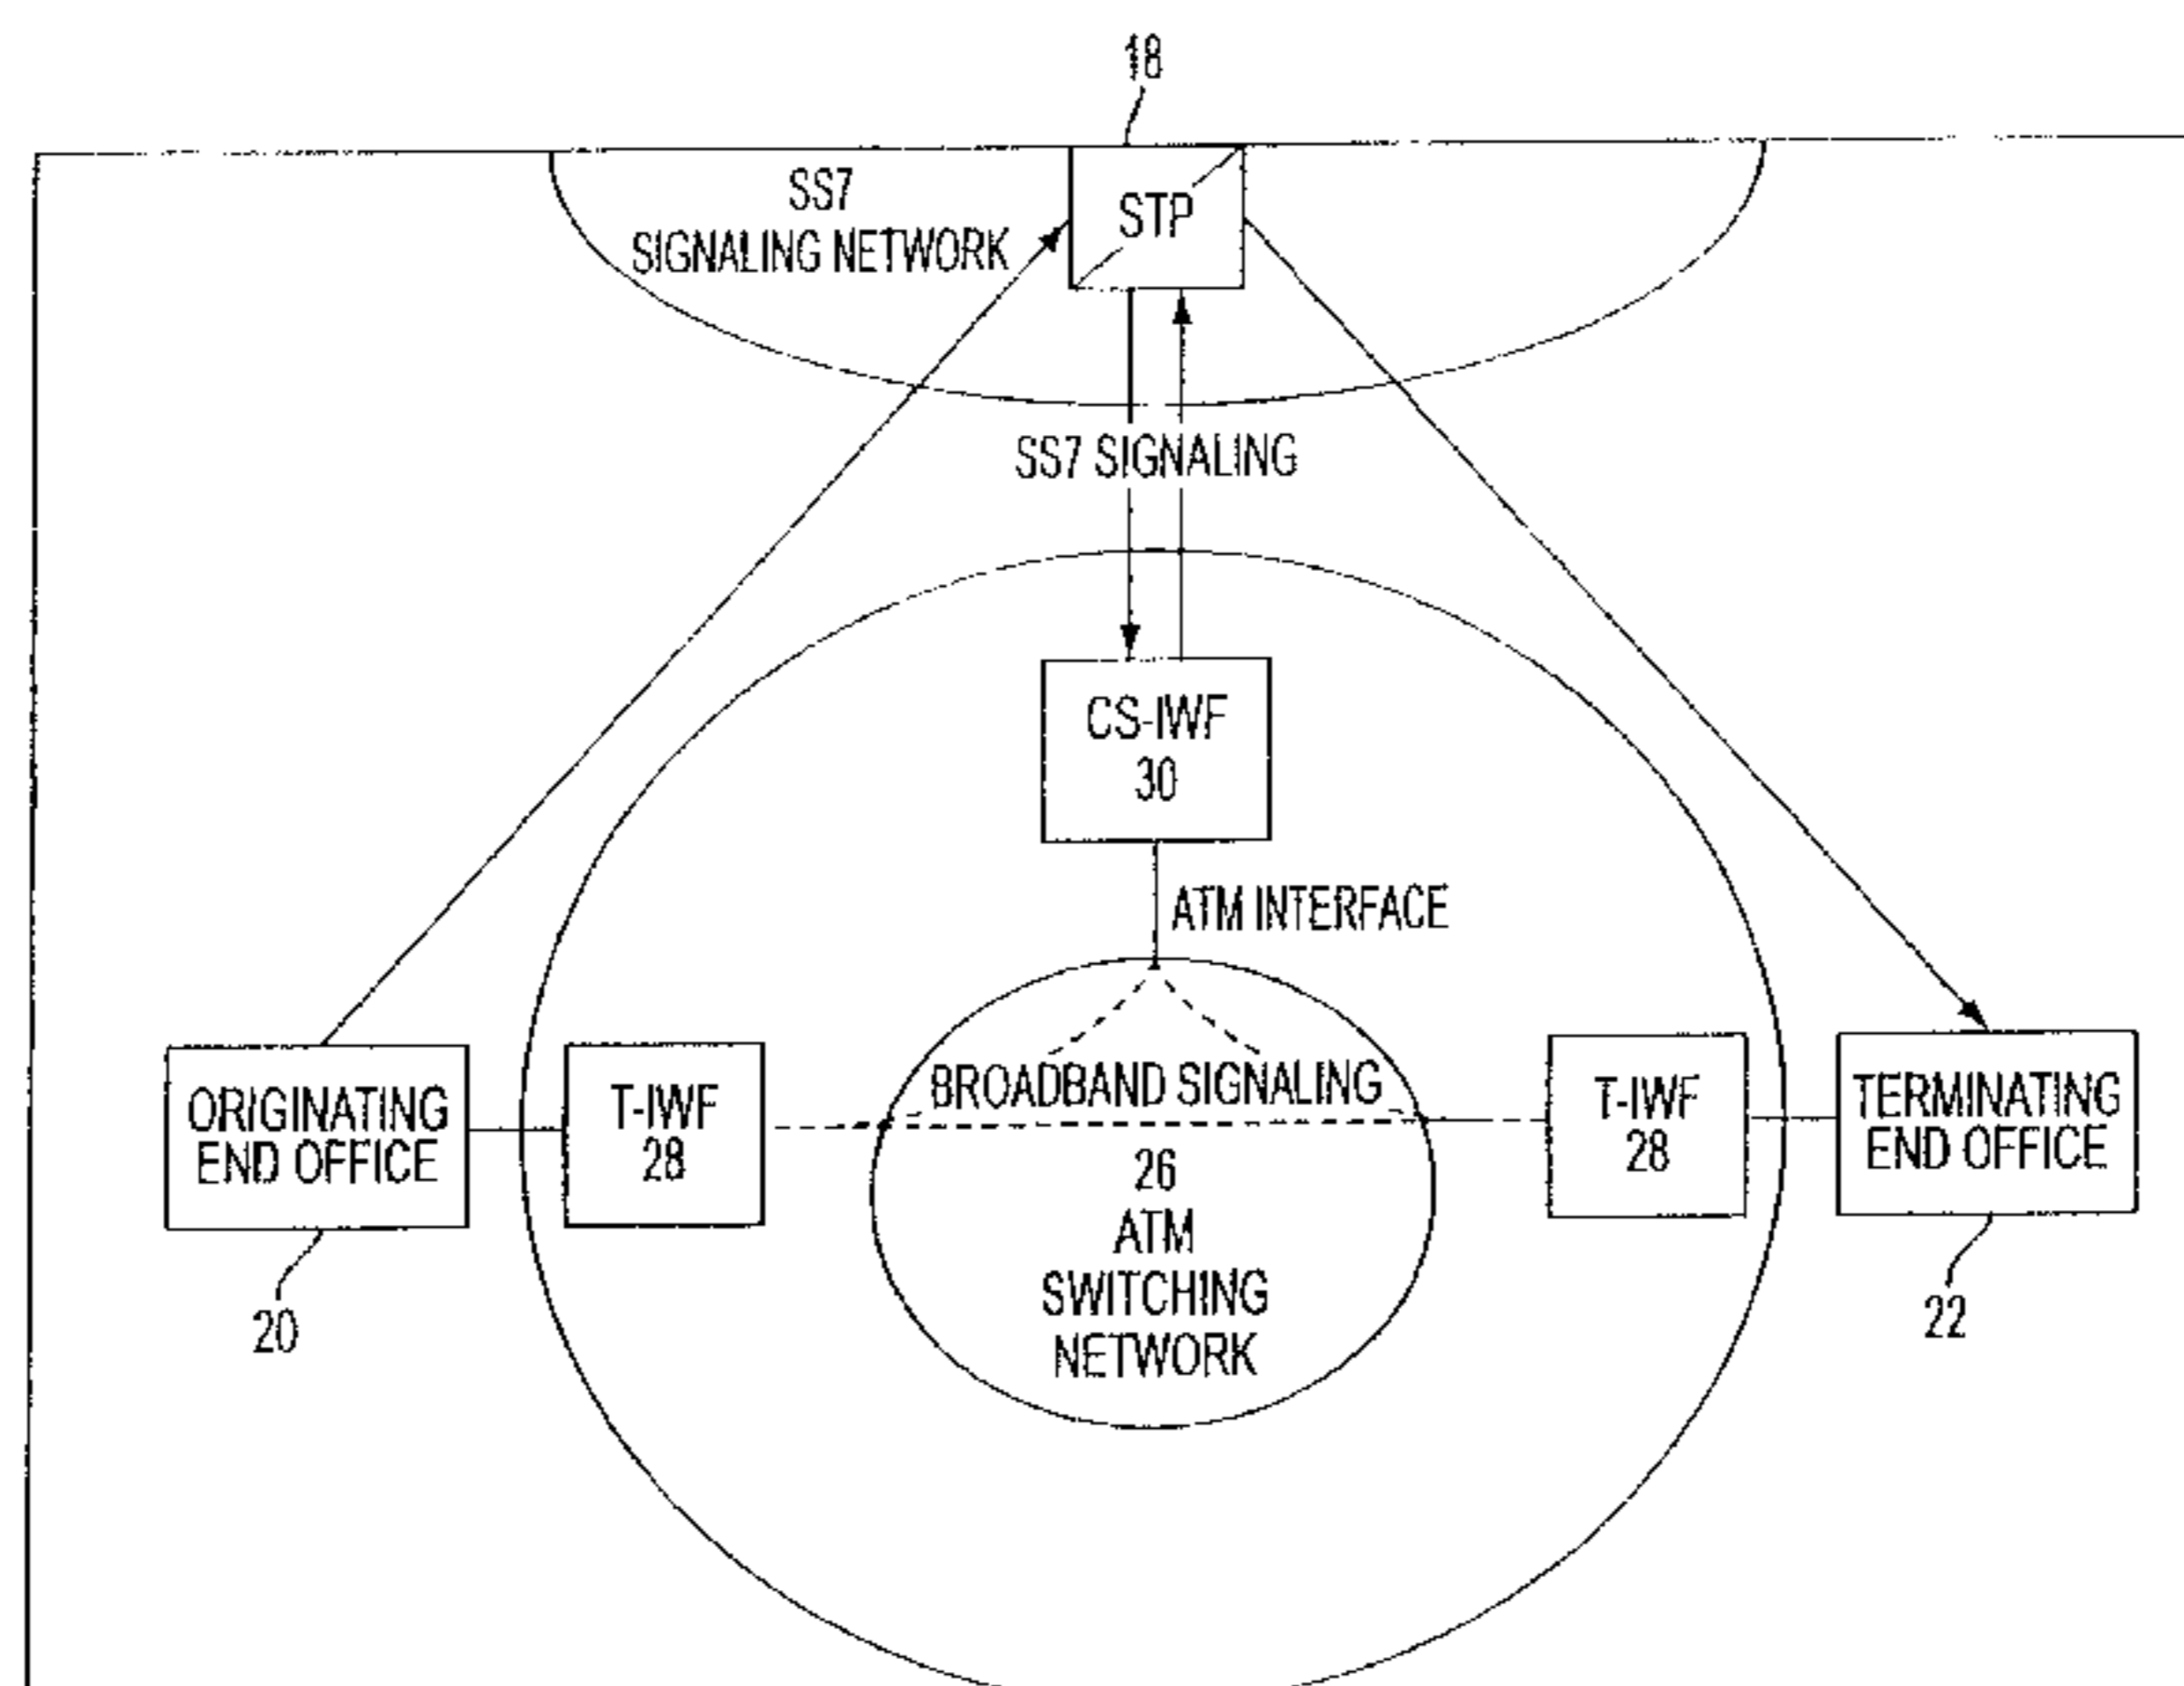 18
SS7
SIGNALING NETWORK
STP
SS7 SIGNALING
CS-IWF
30
ATM INTERFACE
BROADBAND SIGNALING
ORIGINATING
END OFFICE
T-IWF
28
26
ATM
SWITCHING
NETWORK
T-IWF
28
TERMINATING
END OFFICE
20
22